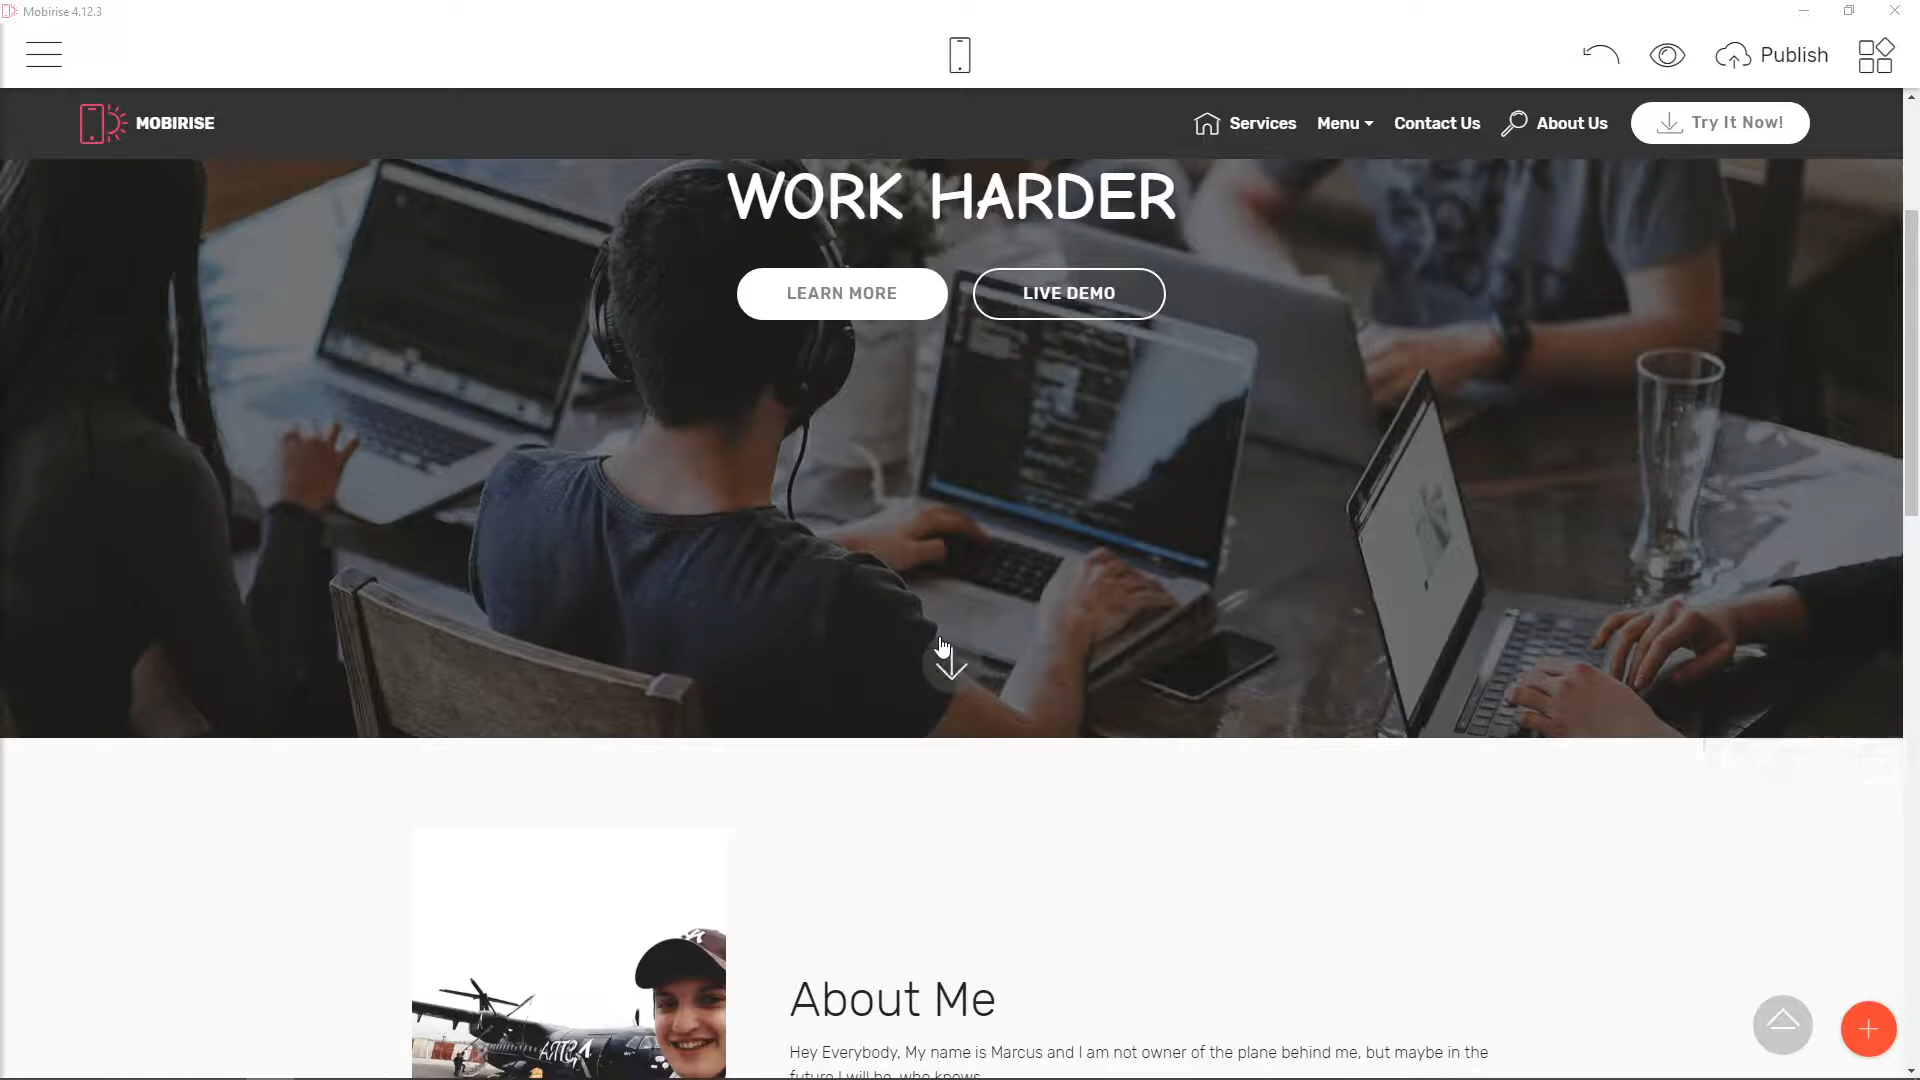 Mobirise 4.12.3
Publish
MOBIRISE
Services Menu Contact Us About Us Try It Now!
WORK HARDER
LEARN MORE LIVE DEMO
About Me
Hey Everybody, My name is Marcus and I am not owner of the plane behind me, but maybe in the
future I will be, who knows